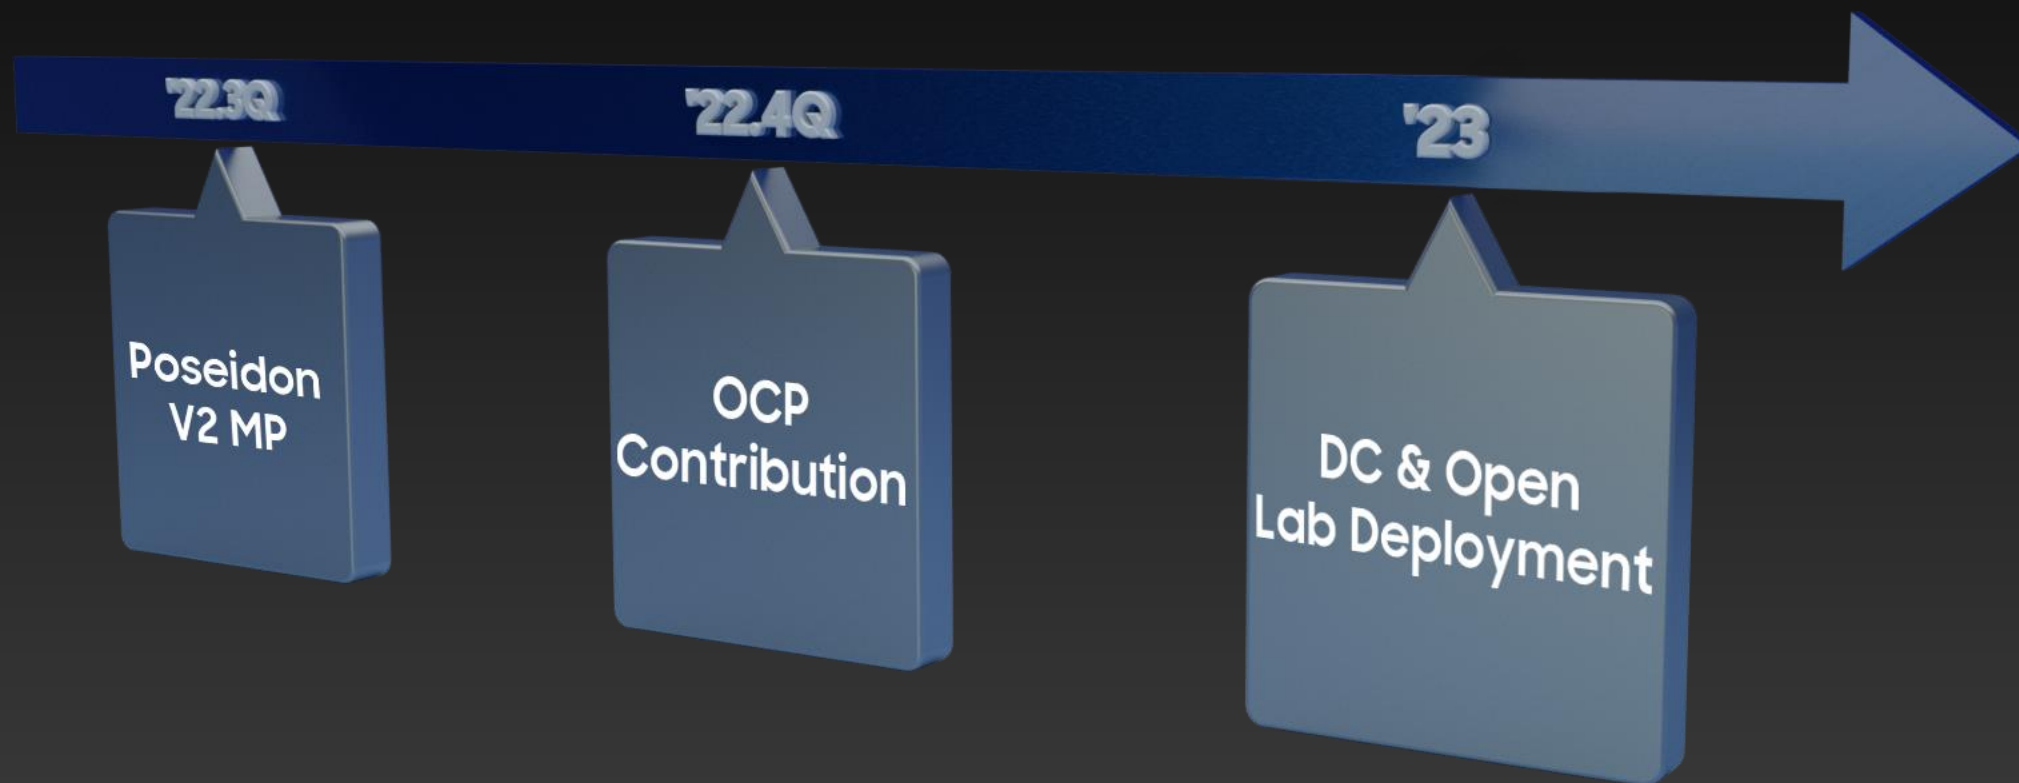 '22.3Q
'22.4Q
'23
Poseidon
V2 MP
OCP
Contribution
DC & Open
Lab Deployment